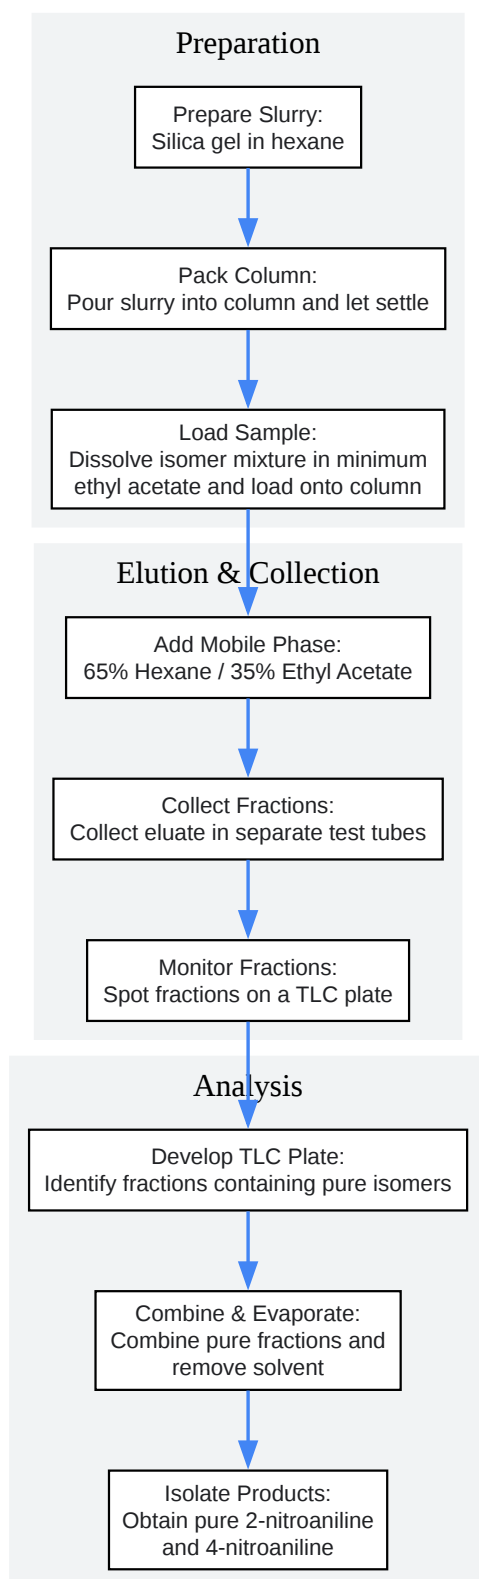 Preparation
Prepare Slurry:
Silica gel in hexane
Pack Column:
Pour slurry into column and let settle
Load Sample:
Dissolve isomer mixture in minimum
ethyl acetate and load onto column
Elution & Collection
Add Mobile Phase:
65% Hexane / 35% Ethyl Acetate
Collect Fractions:
Collect eluate in separate test tubes
Monitor Fractions:
Spot fractions on a TLC plate
Analysis
Develop TLC Plate:
Identify fractions containing pure isomers
Combine & Evaporate:
Combine pure fractions and
remove solvent
Isolate Products:
Obtain pure 2-nitroaniline
and 4-nitroaniline